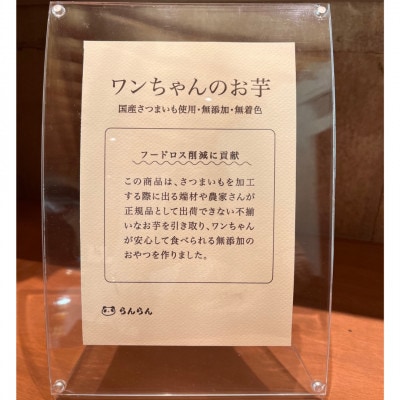 ワンちゃんのお芋
国産さつまいも使用・無添加・無着色
フードロス削減に貢献
この商品は、さつまいもを加工
する際に出る端材や農家さんが
正規品として出荷できない不揃
いなお芋を引き取り、ワンちゃん
が安心して食べられる無添加の
おやつを作りました。
らんらん